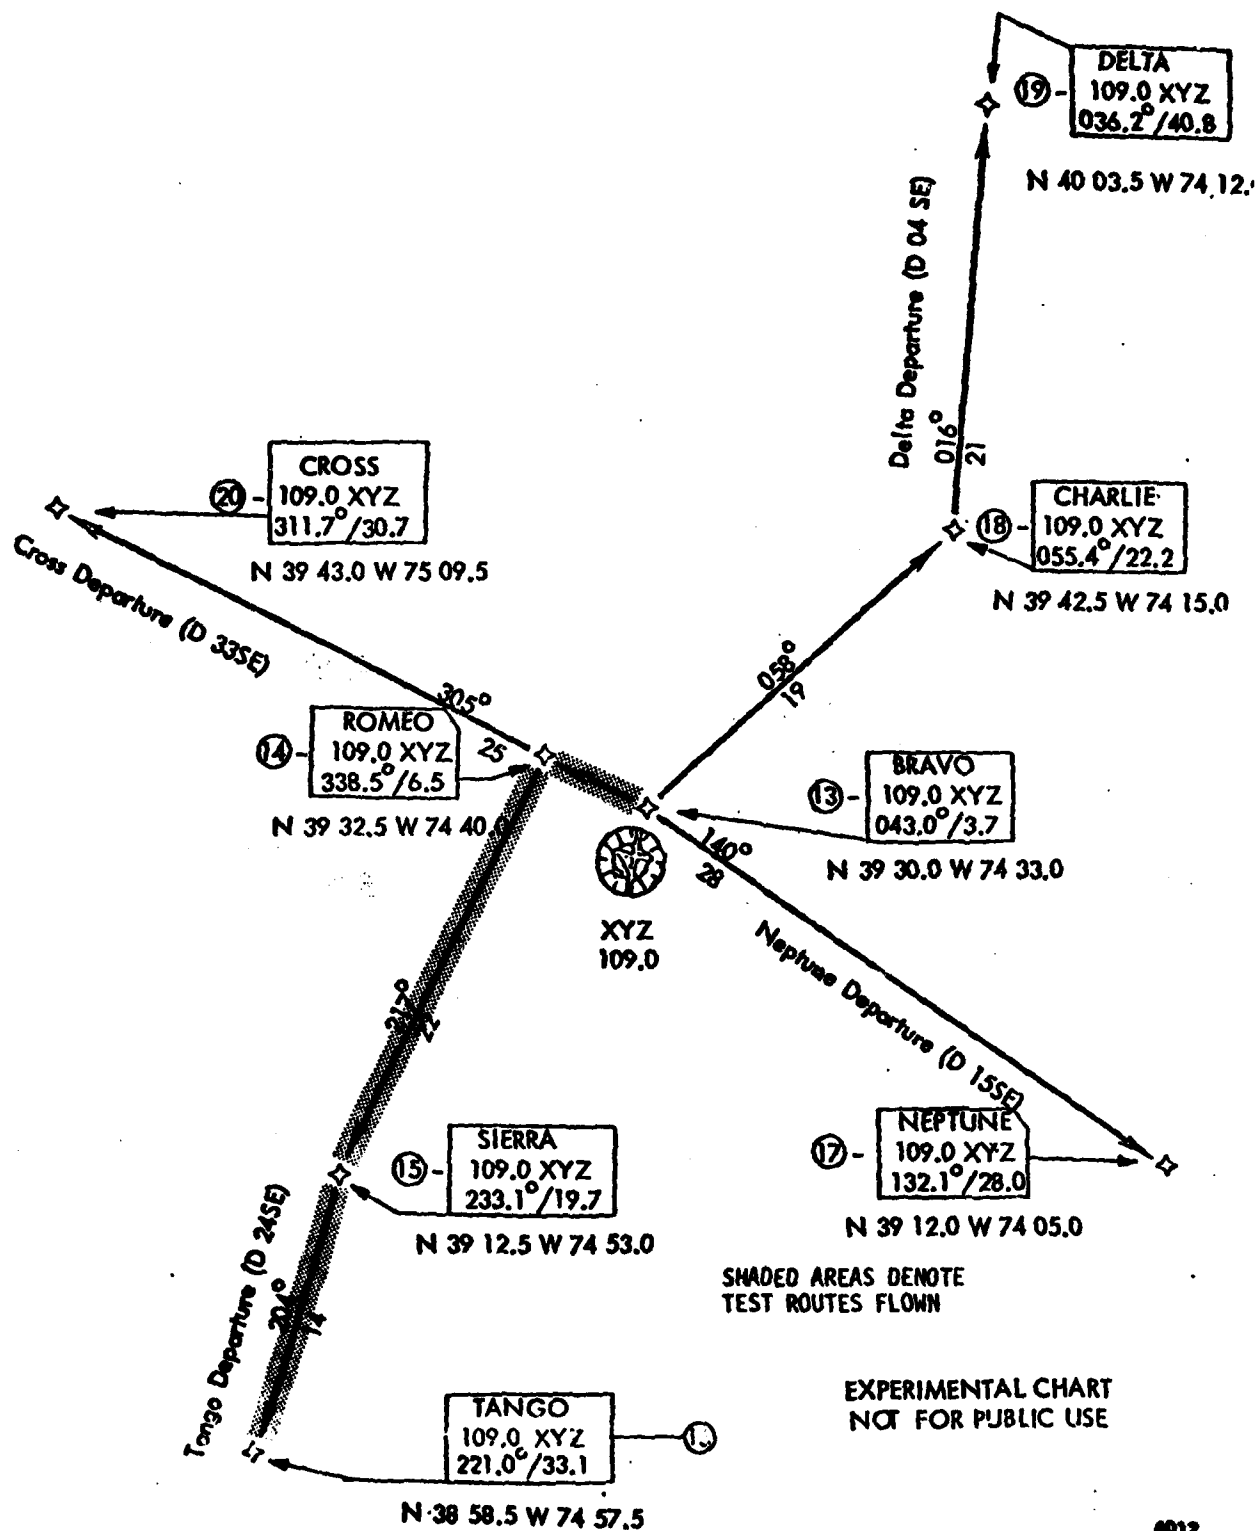 DELTA
19
109.0 XYZ
036.2°/40.8
N 40 03.5 W 74 12.
Delta Departure (D 04 SE)
016°
21
CROSS
20
109.0 XYZ
311.7°/30.7
N 39 43.0 W 75 09.5
Cross Departure (D 33SE)
CHARLIE
18
109.0 XYZ
055.4°/22.2
N 39 42.5 W 74 15.0
058°
19
305°
25
ROMEO
14
109.0 XYZ
338.5°/6.5
N 39 32.5 W 74 40.
BRAVO
13
109.0 XYZ
043.0°/3.7
N 39 30.0 W 74 33.0
140°
28
XYZ
109.0
Neptune Departure (D 15SE)
217°
22
NEPTUNE
17
109.0 XYZ
132.1°/28.0
N 39 12.0 W 74 05.0
SIERRA
15
109.0 XYZ
233.1°/19.7
N 39 12.5 W 74 53.0
SHADED AREAS DENOTE
TEST ROUTES FLOWN
204°
14
Tango Departure (D 24SE)
EXPERIMENTAL CHART
NOT FOR PUBLIC USE
TANGO
109.0 XYZ
221.0°/33.1
N 38 58.5 W 74 57.5